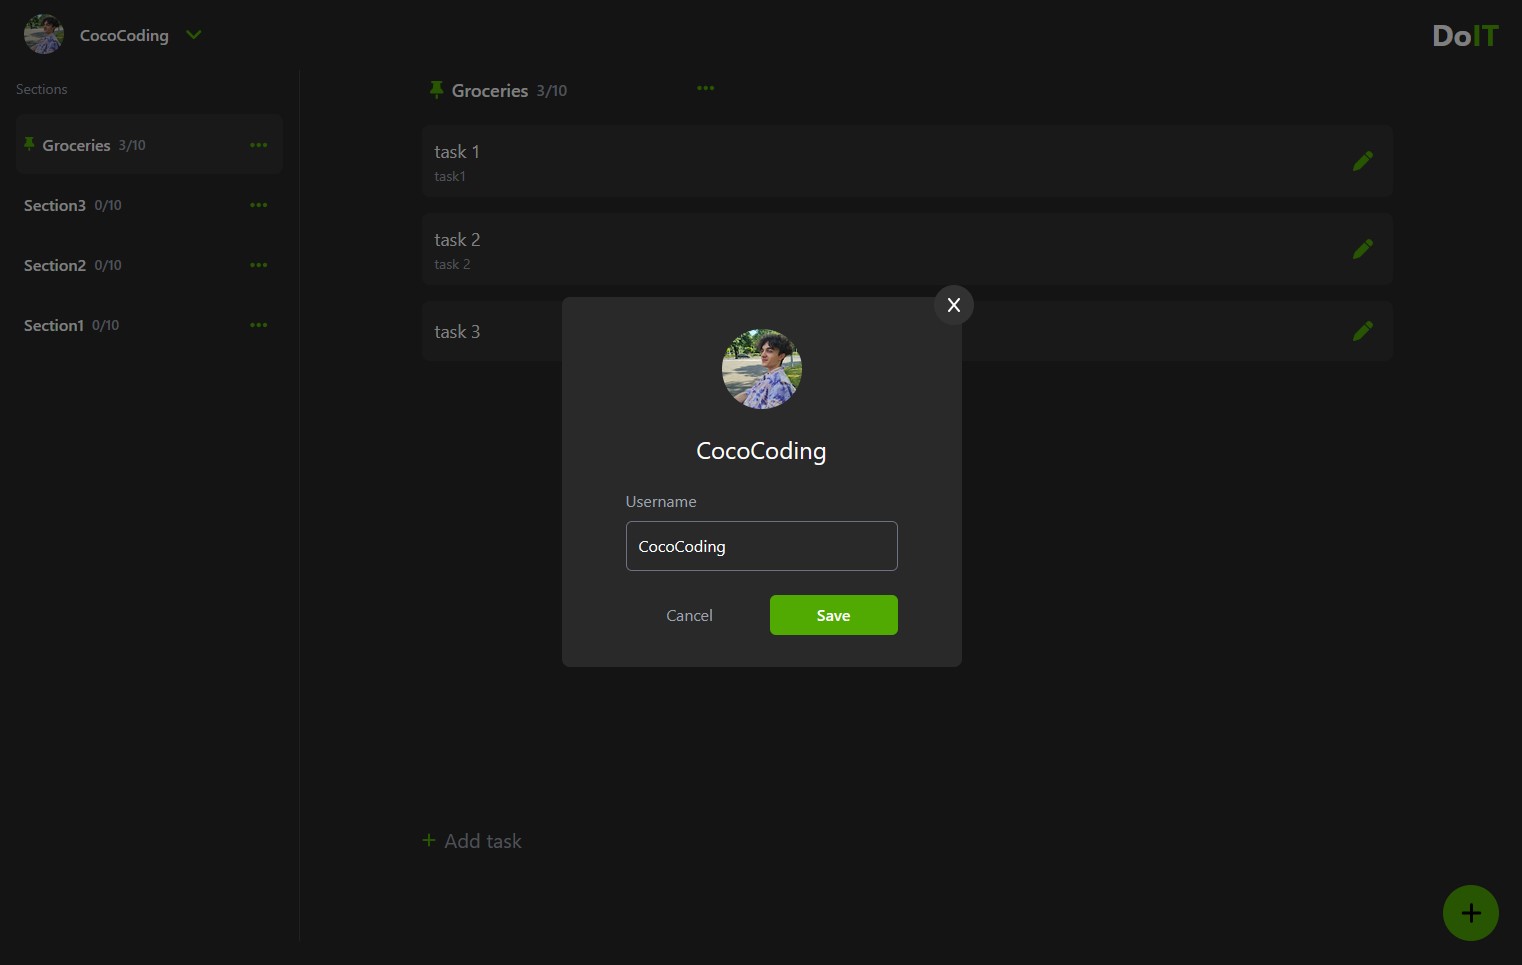 CocoCoding
DoIT
Sections
Groceries 3/10
Section3 0/10
Section2 0/10
Section1 0/10
Groceries 3/10
task 1
task1
task 2
task 2
task 3
X
CocoCoding
Username
CocoCoding
Cancel
Save
+ Add task
+